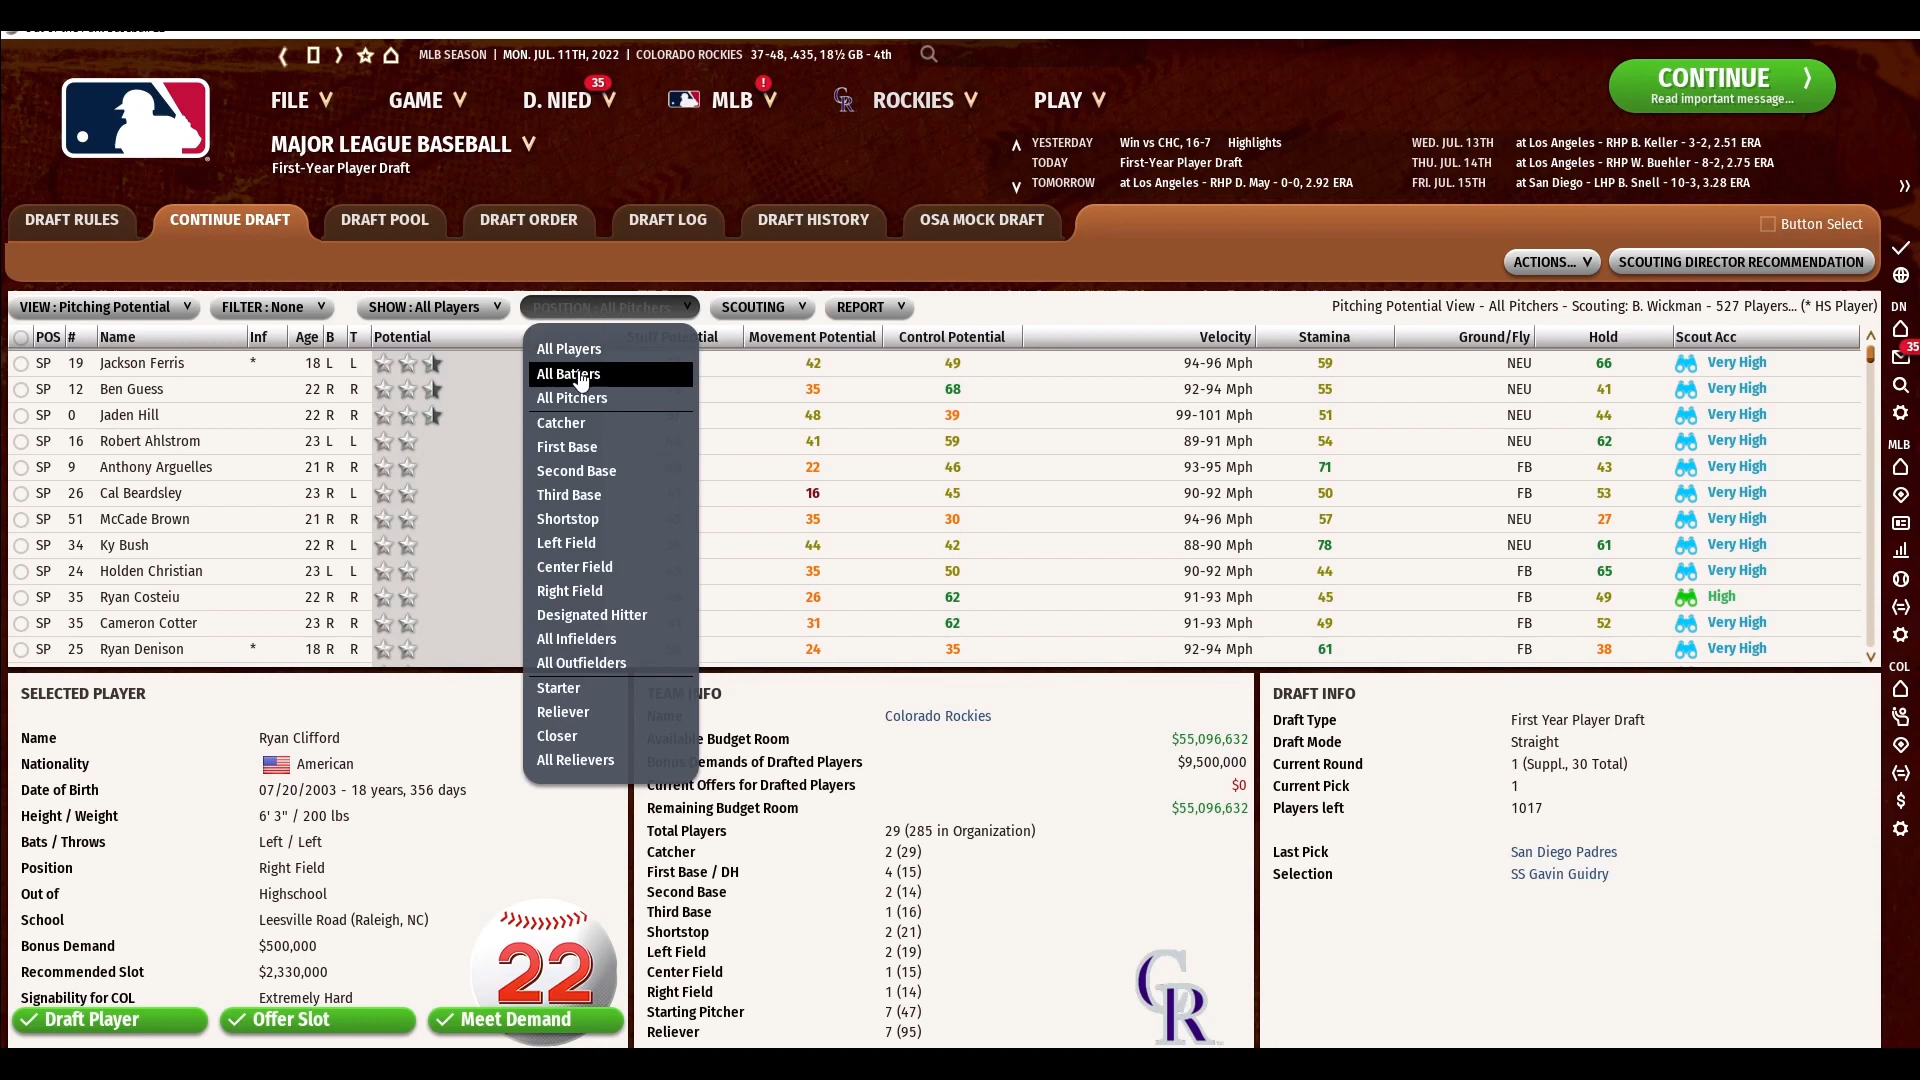 MLB SEASON | MON. JUL. 11TH, 2022 | COLORADO ROCKIES 37-48, .435, 18½ GB - 4th
FILE GAME D. NIED 35 MLB ! ROCKIES PLAY
CONTINUE
Read important message...
MAJOR LEAGUE BASEBALL
First-Year Player Draft
YESTERDAY Win vs CHC, 16-7 Highlights WED. JUL. 13TH at Los Angeles - RHP B. Keller - 3-2, 2.51 ERA
TODAY First-Year Player Draft THU. JUL. 14TH at Los Angeles - RHP W. Buehler - 8-2, 2.75 ERA
TOMORROW at Los Angeles - RHP D. May - 0-0, 2.92 ERA FRI. JUL. 15TH at San Diego - LHP B. Snell - 10-3, 3.28 ERA
DRAFT RULES CONTINUE DRAFT DRAFT POOL DRAFT ORDER DRAFT LOG DRAFT HISTORY OSA MOCK DRAFT Button Select
ACTIONS... SCOUTING DIRECTOR RECOMMENDATION
VIEW : Pitching Potential FILTER : None SHOW : All Players POSITION : All Pitchers SCOUTING REPORT Pitching Potential View - All Pitchers - Scouting: B. Wickman - 527 Players... (* HS Player)
POS # Name Inf Age B T Potential Stuff Potential Movement Potential Control Potential Velocity Stamina Ground/Fly Hold Scout Acc
SP 19 Jackson Ferris * 18 L L 42 49 94-96 Mph 59 NEU 66 Very High
SP 12 Ben Guess 22 R R 35 68 92-94 Mph 55 NEU 41 Very High
SP 0 Jaden Hill 22 R R 48 39 99-101 Mph 51 NEU 44 Very High
SP 16 Robert Ahlstrom 23 L L 41 59 89-91 Mph 54 NEU 62 Very High
SP 9 Anthony Arguelles 21 R R 22 46 93-95 Mph 71 FB 43 Very High
SP 26 Cal Beardsley 23 R L 16 45 90-92 Mph 50 FB 53 Very High
SP 51 McCade Brown 21 R R 35 30 94-96 Mph 57 NEU 27 Very High
SP 34 Ky Bush 22 R L 44 42 88-90 Mph 78 NEU 61 Very High
SP 24 Holden Christian 23 L L 35 50 90-92 Mph 44 FB 65 Very High
SP 35 Ryan Costeiu 22 R R 26 62 91-93 Mph 45 FB 49 High
SP 35 Cameron Cotter 23 R R 31 62 91-93 Mph 49 FB 52 Very High
SP 25 Ryan Denison * 18 R R 24 35 92-94 Mph 61 FB 38 Very High
All Players
All Batters
All Pitchers
Catcher
First Base
Second Base
Third Base
Shortstop
Left Field
Center Field
Right Field
Designated Hitter
All Infielders
All Outfielders
Starter
Reliever
Closer
All Relievers
SELECTED PLAYER
Name Ryan Clifford
Nationality American
Date of Birth 07/20/2003 - 18 years, 356 days
Height / Weight 6' 3" / 200 lbs
Bats / Throws Left / Left
Position Right Field
Out of Highschool
School Leesville Road (Raleigh, NC)
Bonus Demand $500,000
Recommended Slot $2,330,000
Signability for COL Extremely Hard
22
Draft Player Offer Slot Meet Demand
TEAM INFO
Name Colorado Rockies
Available Budget Room $55,096,632
Bonus Demands of Drafted Players $9,500,000
Current Offers for Drafted Players $0
Remaining Budget Room $55,096,632
Total Players 29 (285 in Organization)
Catcher 2 (29)
First Base / DH 4 (15)
Second Base 2 (14)
Third Base 1 (16)
Shortstop 2 (21)
Left Field 2 (19)
Center Field 1 (15)
Right Field 1 (14)
Starting Pitcher 7 (47)
Reliever 7 (95)
CR
DRAFT INFO
Draft Type First Year Player Draft
Draft Mode Straight
Current Round 1 (Suppl., 30 Total)
Current Pick 1
Players left 1017
Last Pick San Diego Padres
Selection SS Gavin Guidry
DN
35
MLB
COL